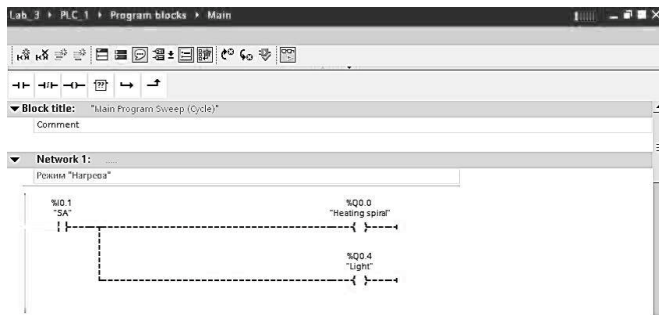 Lab_3 ▸ PLC_1 ▸ Program blocks ▸ Main
Block title: "Main Program Sweep (Cycle)"
Comment
Network 1: .....
Режим "Нагрева"
%I0.1
"SA"
%Q0.0
"Heating spiral"
%Q0.4
"Light"